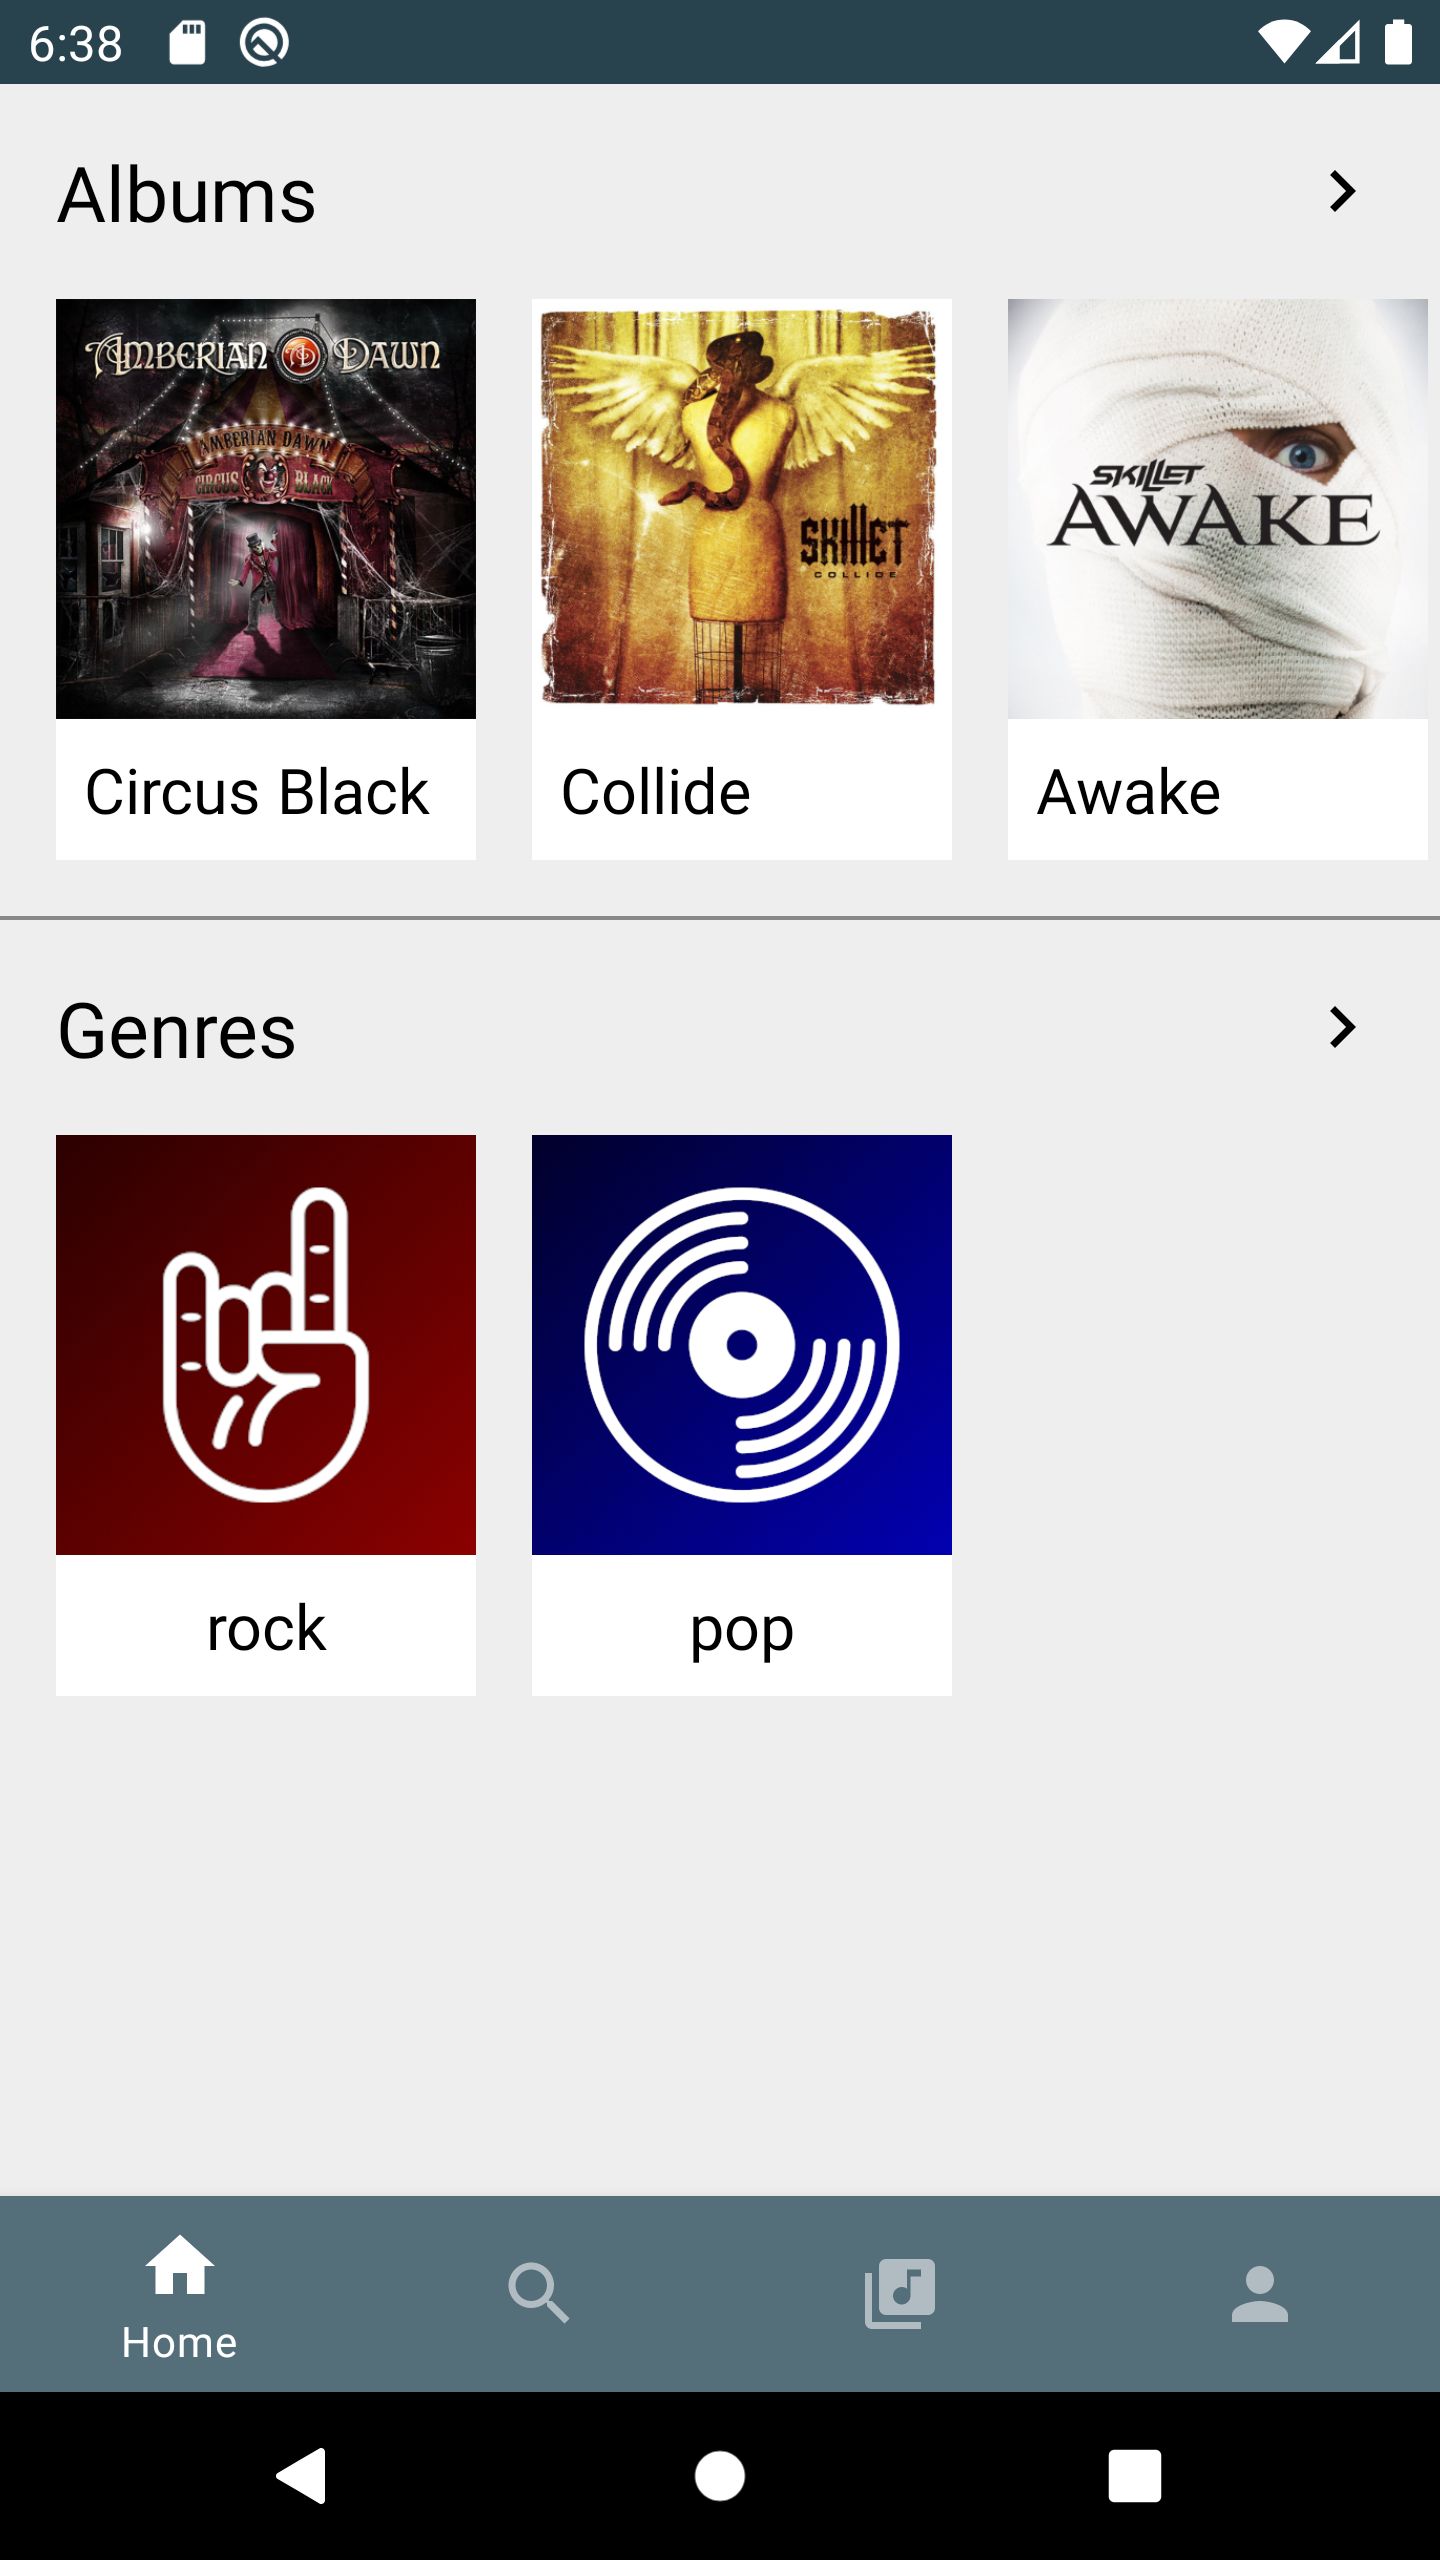 6:38
Albums
AMBERIAN DAWN
AMBERIAN DAWN
CIRCUS BLACK
SKILLET
COLLIDE
SKILLET
AWAKE
Circus Black
Collide
Awake
Genres
rock
pop
Home